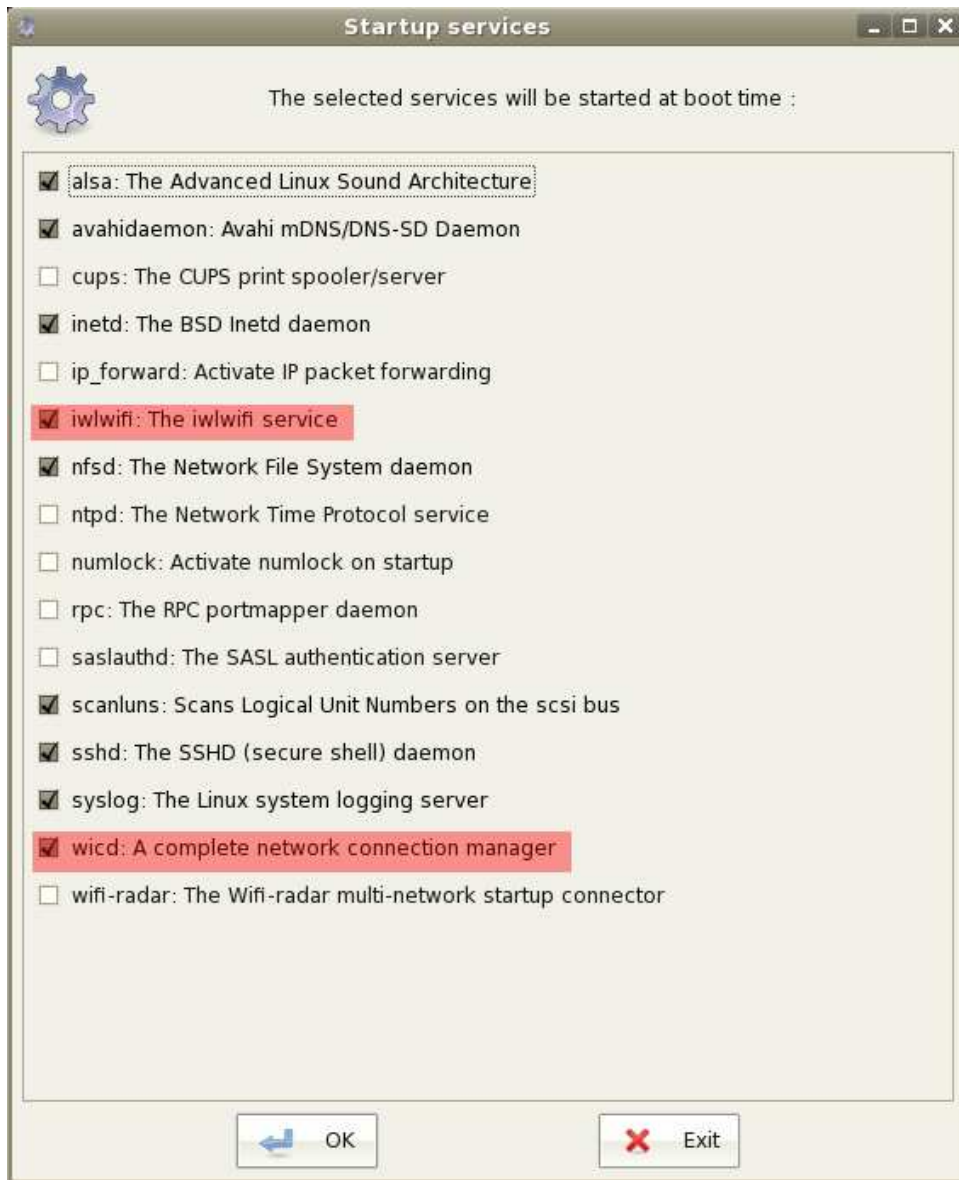 Startup services
The selected services will be started at boot time :
alsa: The Advanced Linux Sound Architecture
avahidaemon: Avahi mDNS/DNS-SD Daemon
cups: The CUPS print spooler/server
inetd: The BSD Inetd daemon
ip_forward: Activate IP packet forwarding
iwlwifi: The iwlwifi service
nfsd: The Network File System daemon
ntpd: The Network Time Protocol service
numlock: Activate numlock on startup
rpc: The RPC portmapper daemon
saslauthd: The SASL authentication server
scanluns: Scans Logical Unit Numbers on the scsi bus
sshd: The SSHD (secure shell) daemon
syslog: The Linux system logging server
wicd: A complete network connection manager
wifi-radar: The Wifi-radar multi-network startup connector
OK Exit